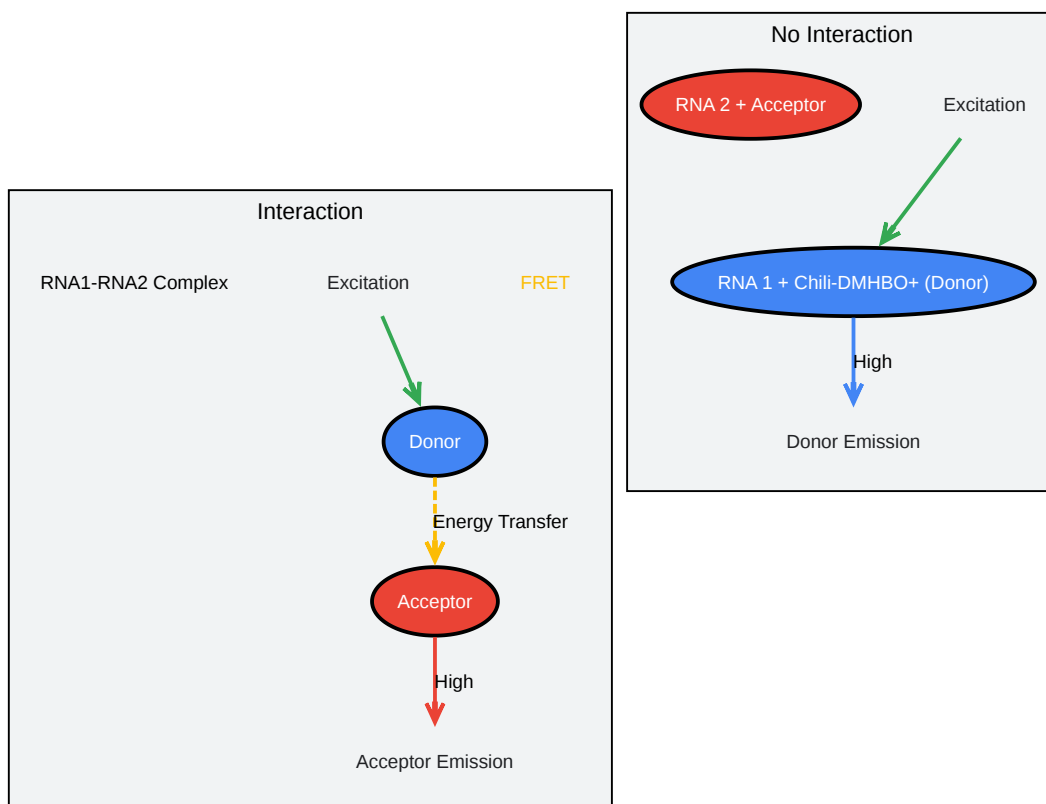 No Interaction
RNA 2 + Acceptor
Excitation
RNA 1 + Chili-DMHBO+ (Donor)
High
Donor Emission
Interaction
RNA1-RNA2 Complex
Excitation
FRET
Donor
Energy Transfer
Acceptor
High
Acceptor Emission